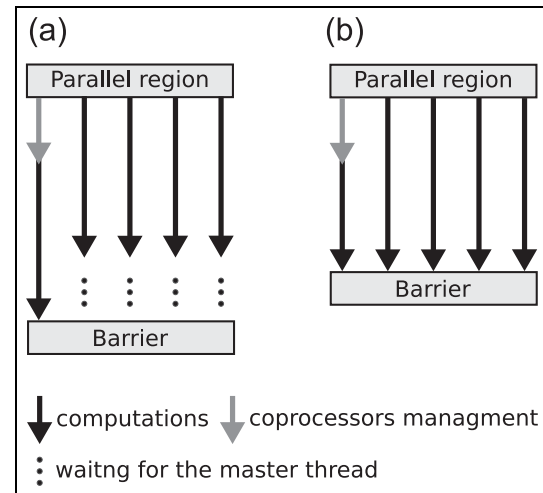 (a)
(b)
Parallel region
Parallel region
Barrier
Barrier
computations
coprocessors managment
waitng for the master thread